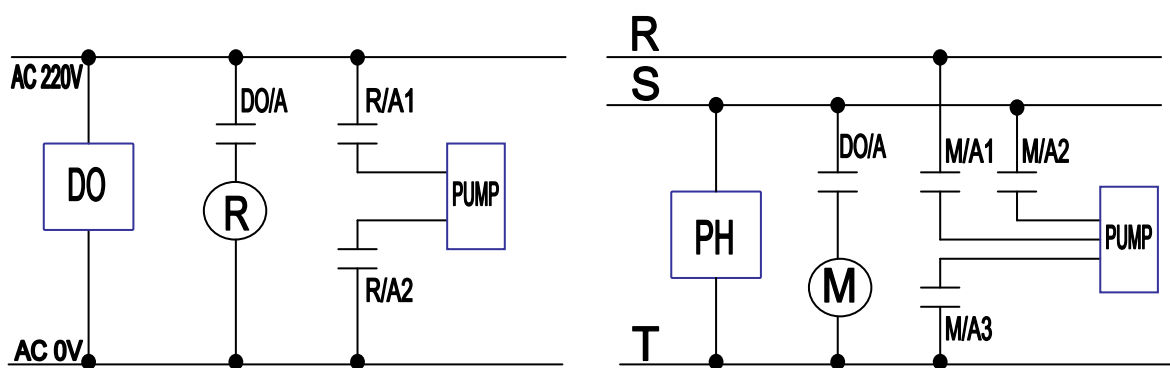 AC 220V
DO/A
R/A1
DO
R
PUMP
R/A2
AC 0V
R
S
DO/A
M/A1
M/A2
PH
M
PUMP
M/A3
T